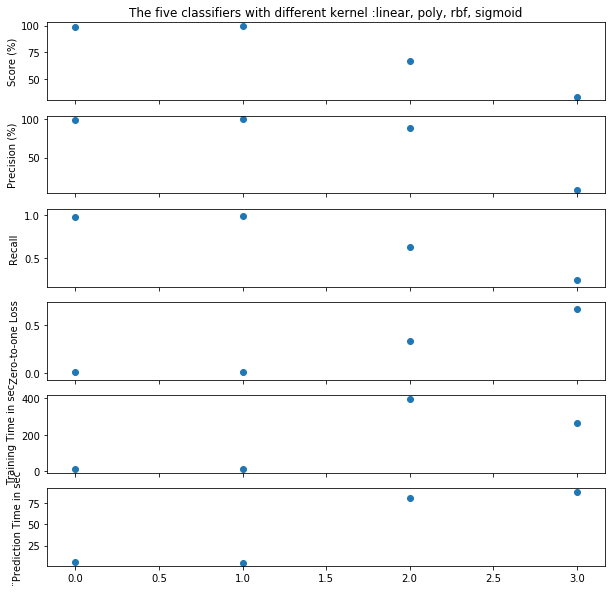 The five classifiers with different kernel :linear, poly, rbf, sigmoid
Score (%)
100
75
50
Precision (%)
100
50
Recall
1.0
0.5
Zero-to-one Loss
0.5
0.0
Training Time in sec
400
200
0
"Prediction Time in sec
75
50
25
0.0 0.5 1.0 1.5 2.0 2.5 3.0